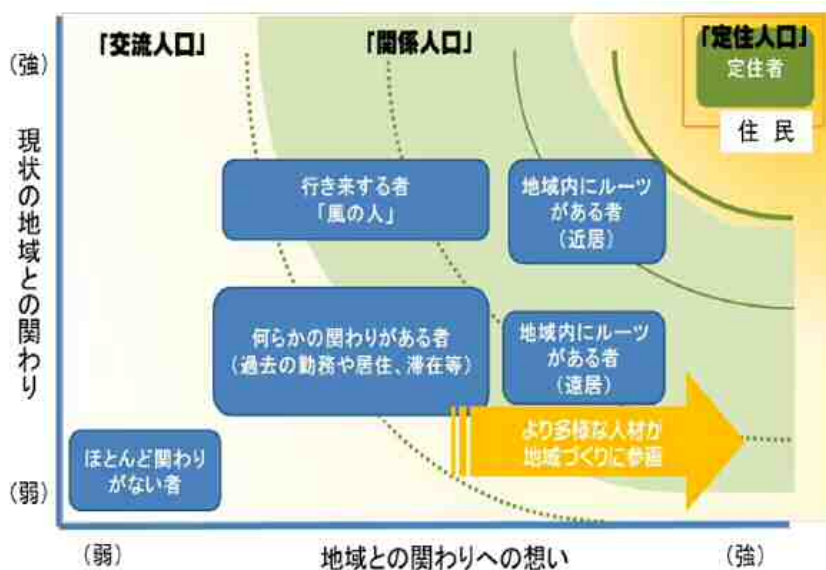 「交流人口」
「関係人口」
「定住人口」
定住者
住 民
(強)
現状の地域との関わり
(弱)
行き来する者
「風の人」
地域内にルーツ
がある者
(近居)
何らかの関わりがある者
(過去の勤務や居住、滞在等)
地域内にルーツ
がある者
(遠居)
ほとんど関わり
がない者
より多様な人材が
地域づくりに参画
(弱)
地域との関わりへの想い
(強)